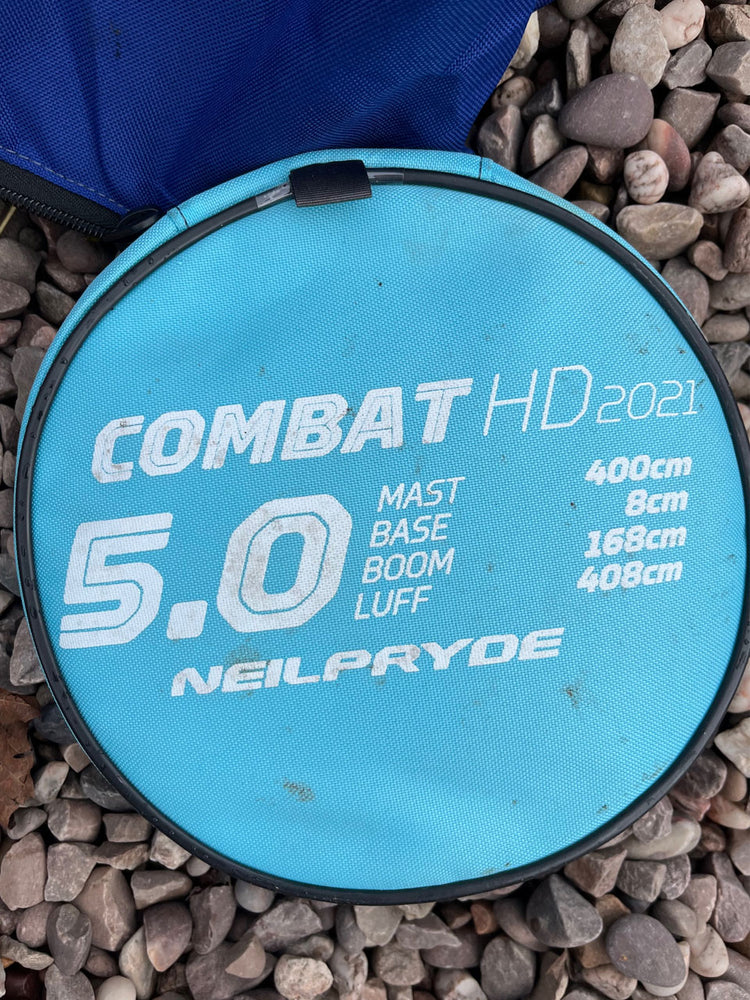 COMBAT HD 2021
5.0
MAST 400cm
BASE 8cm
BOOM 168cm
LUFF 408cm
NEILPRYDE